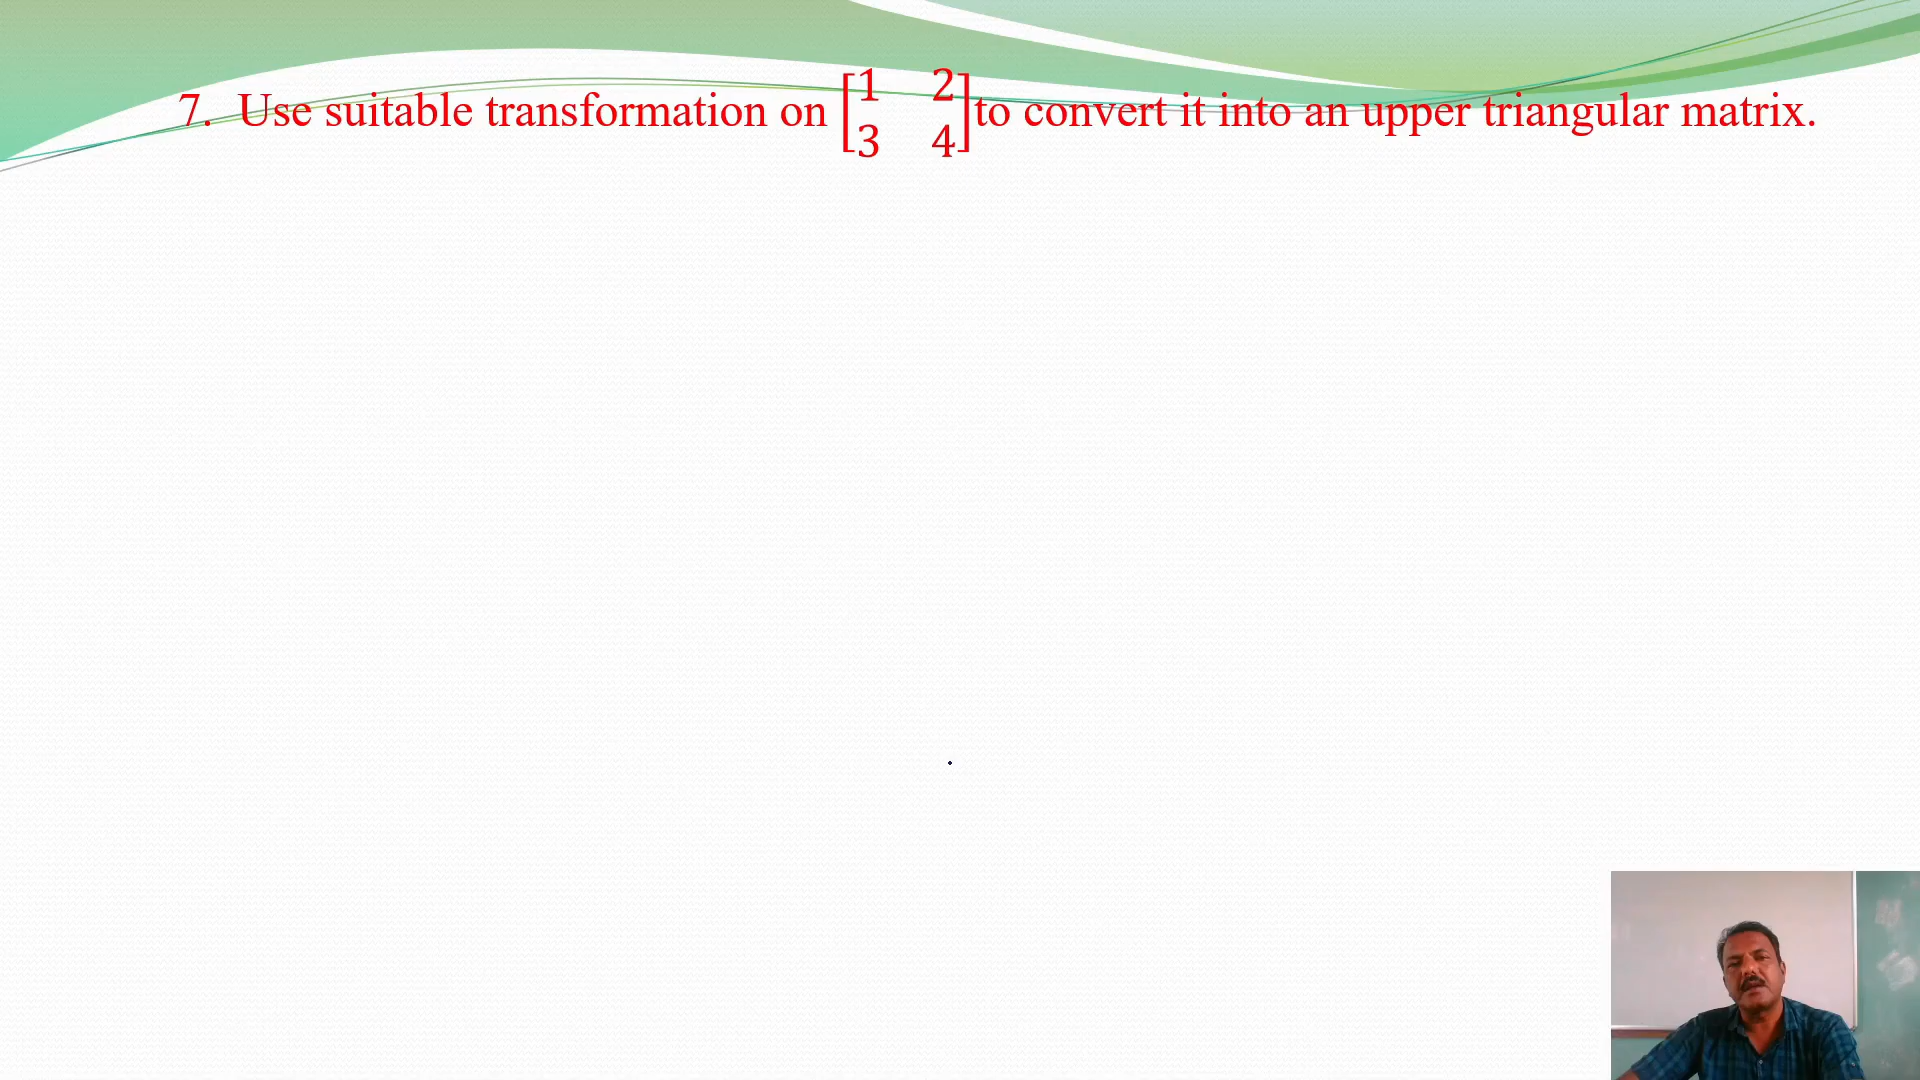 7. Use suitable transformation on [1 2 3 4] to convert it into an upper triangular matrix.